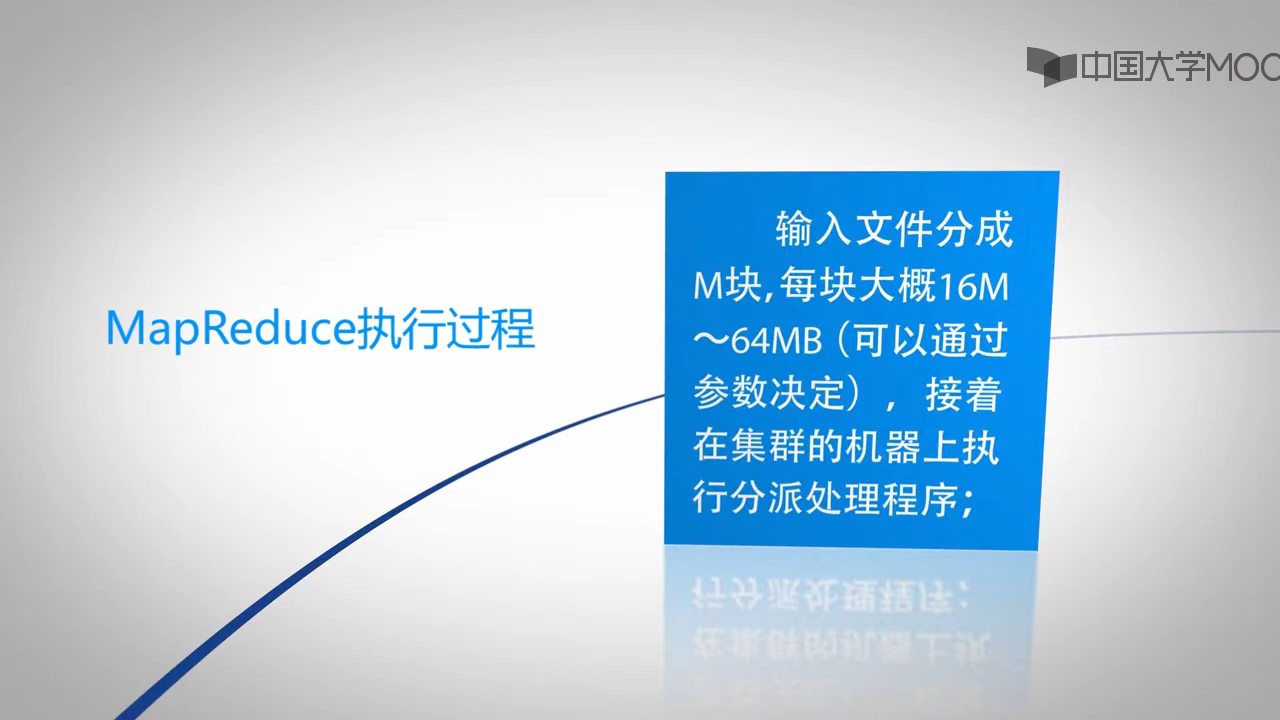 中国大学MOO
MapReduce执行过程
输入文件分成
M块,每块大概16M
～64MB（可以通过
参数决定），接着
在集群的机器上执
行分派处理程序；